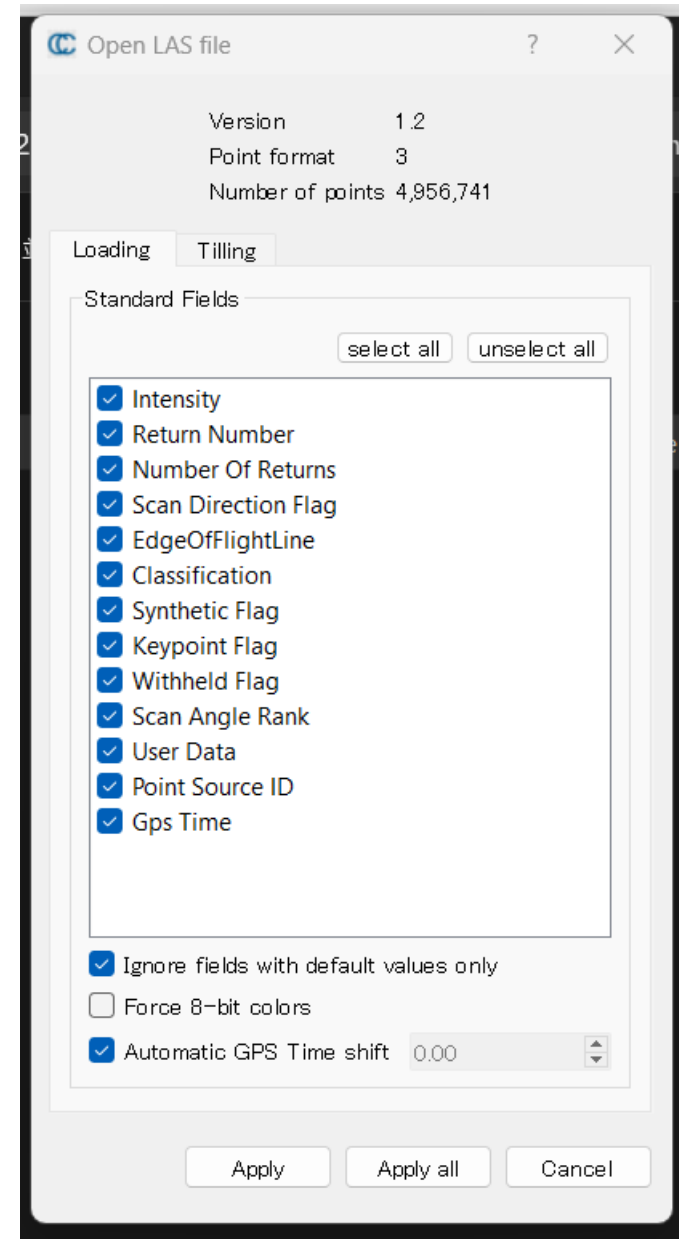 Open LAS file ? ×
Version 1.2
Point format 3
Number of points 4,956,741
Loading Tilling
Standard Fields
select all unselect all
Intensity
Return Number
Number Of Returns
Scan Direction Flag
EdgeOfFlightLine
Classification
Synthetic Flag
Keypoint Flag
Withheld Flag
Scan Angle Rank
User Data
Point Source ID
Gps Time
Ignore fields with default values only
Force 8-bit colors
Automatic GPS Time shift 0.00
Apply Apply all Cancel